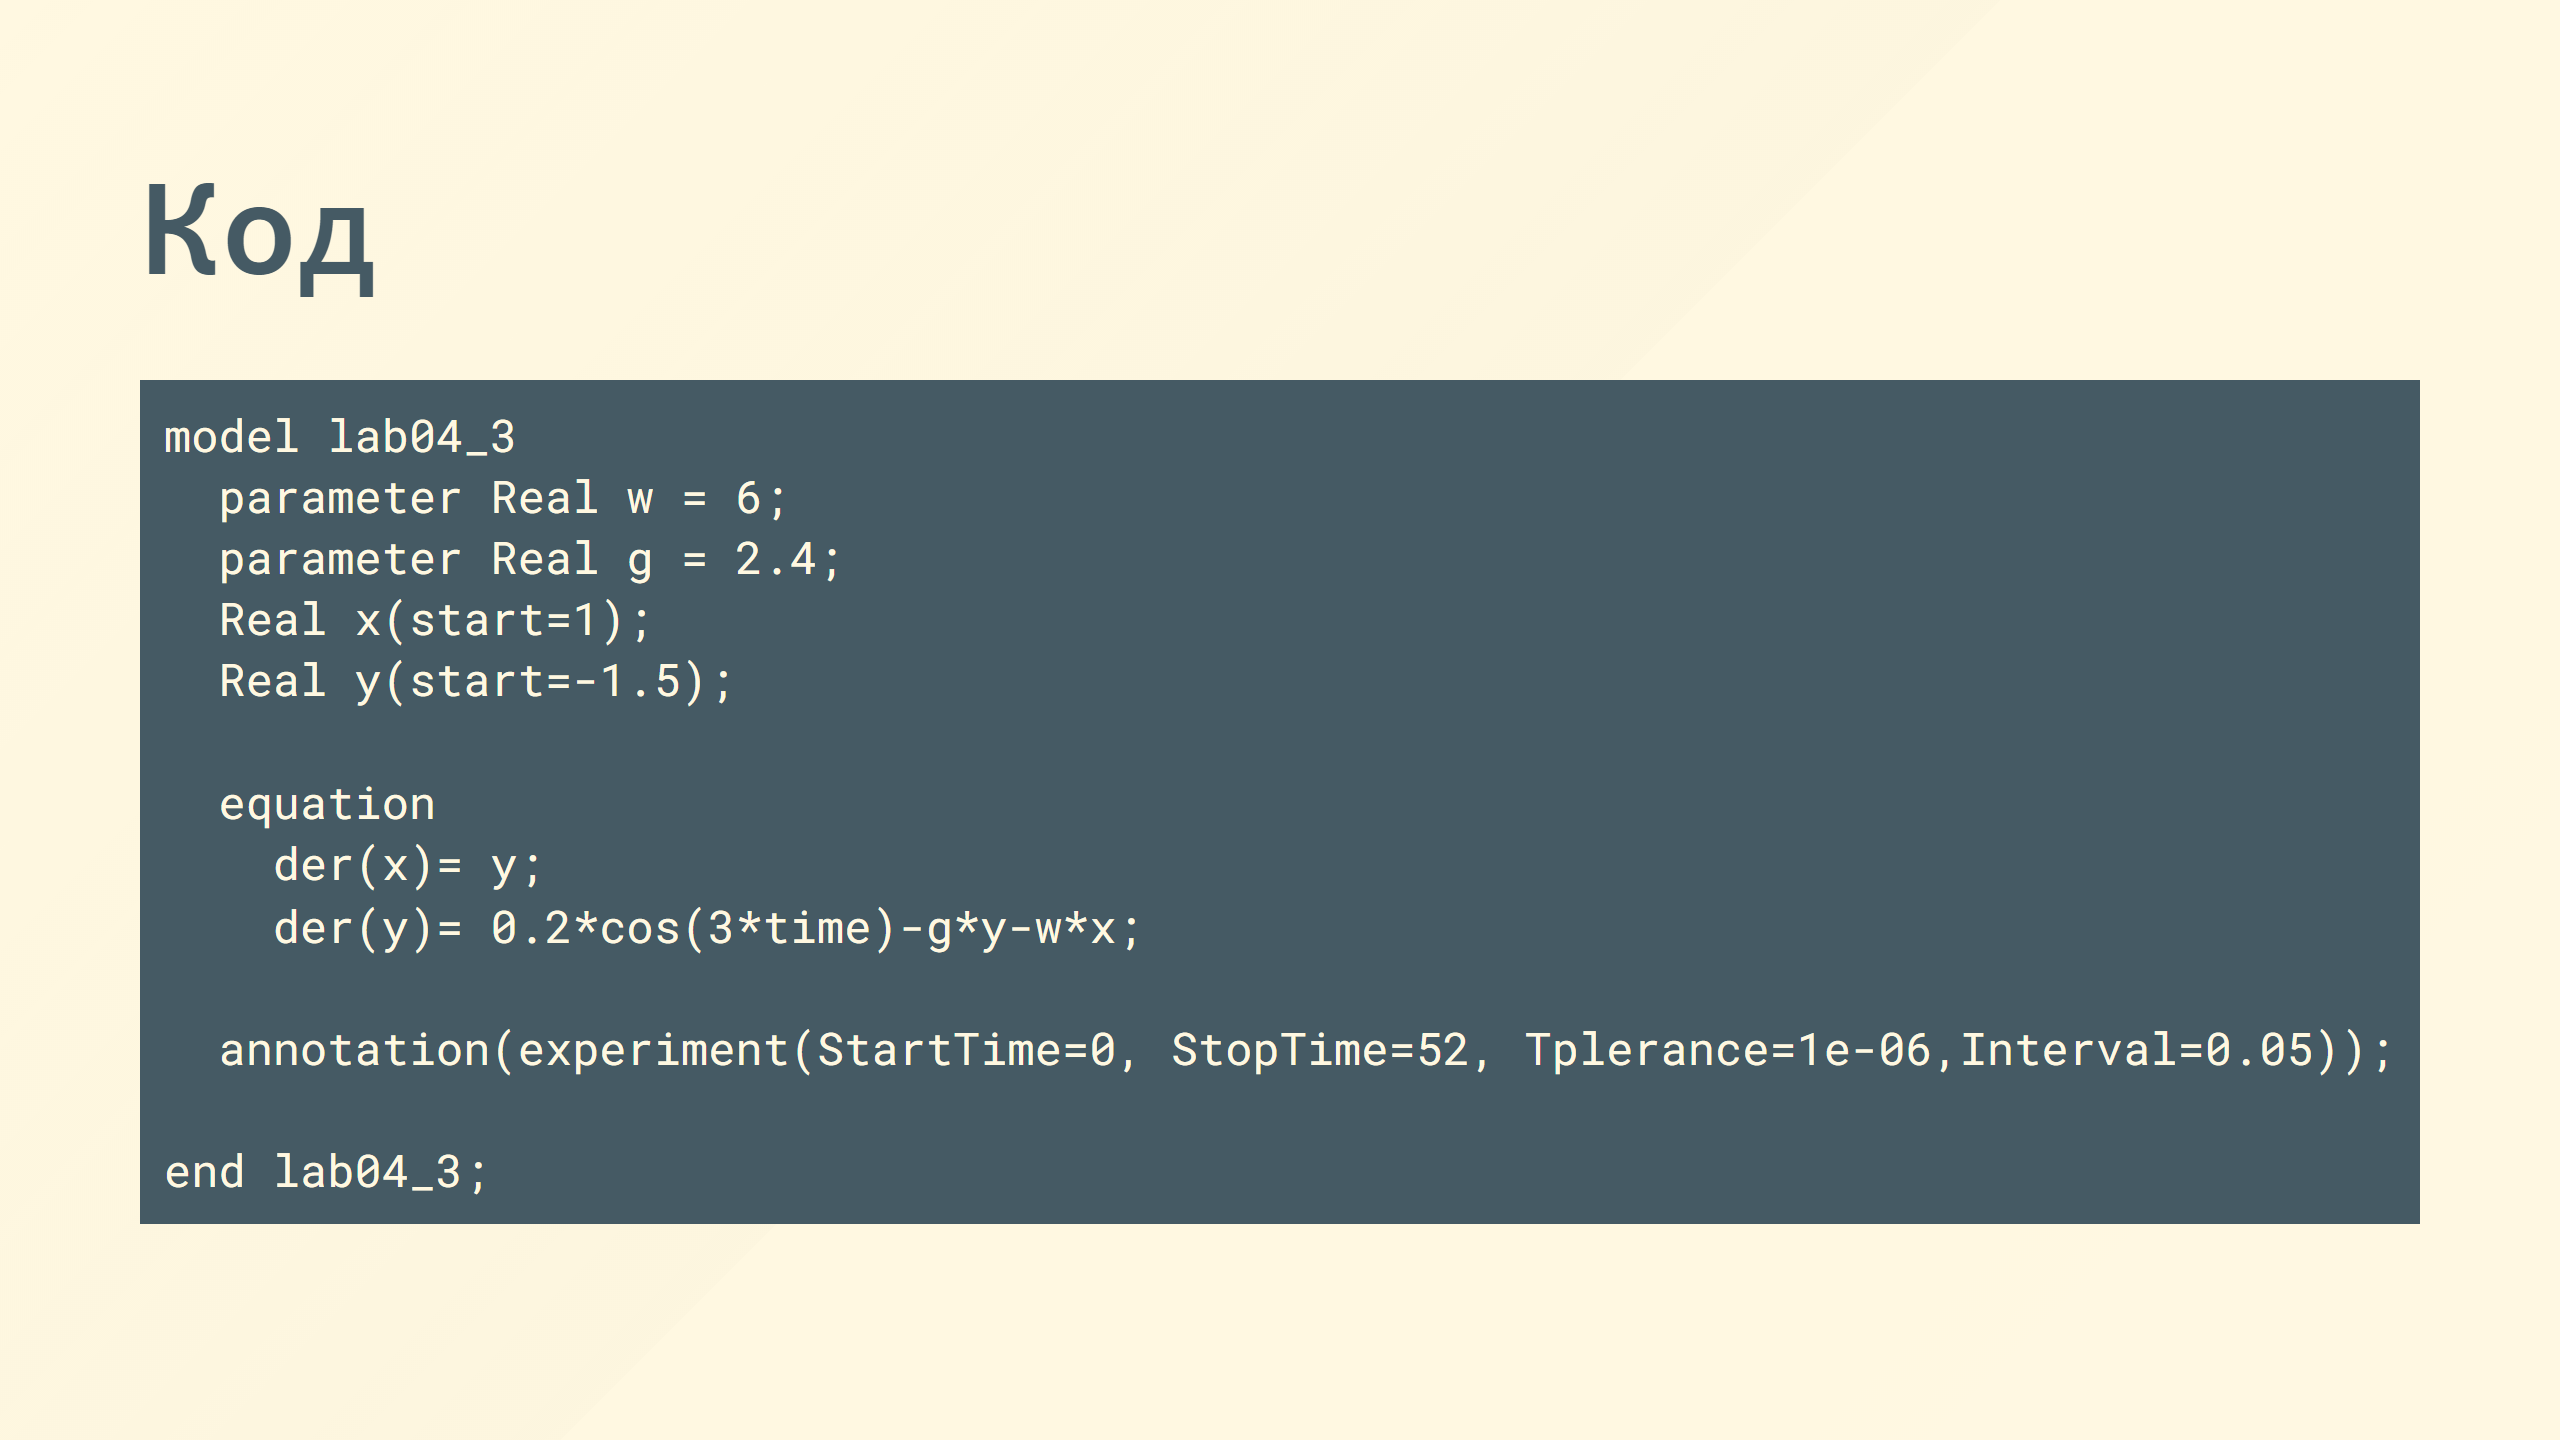 Код
model lab04_3
  parameter Real w = 6;
  parameter Real g = 2.4;
  Real x(start=1);
  Real y(start=-1.5);
  equation
    der(x)= y;
    der(y)= 0.2*cos(3*time)-g*y-w*x;
  annotation(experiment(StartTime=0, StopTime=52, Tplerance=1e-06,Interval=0.05));
end lab04_3;